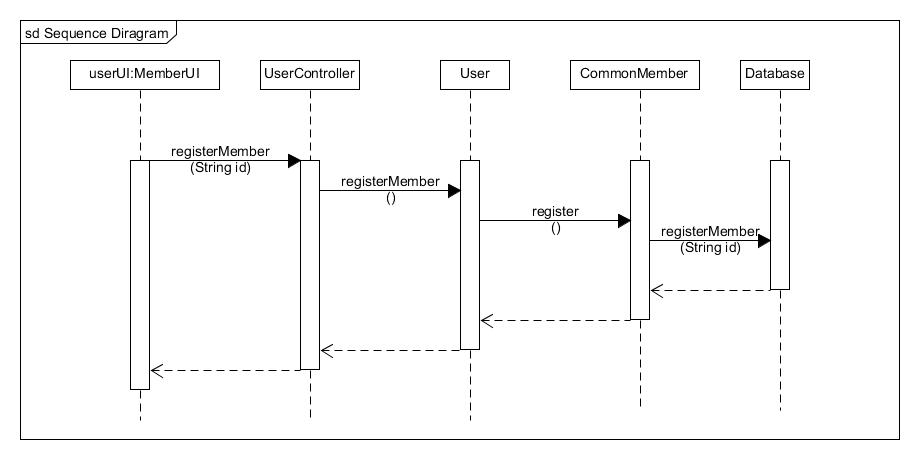 sd Sequence Diragram
userUI:MemberUI
UserController
User
CommonMember
Database
registerMember
(String id)
registerMember
()
register
()
registerMember
(String id)